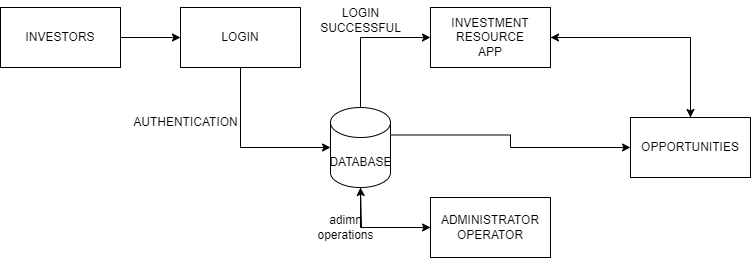 INVESTORS
LOGIN
LOGIN
SUCCESSFUL
INVESTMENT
RESOURCE
APP
AUTHENTICATION
DATABASE
OPPORTUNITIES
adimn
operations
ADMINISTRATOR
OPERATOR